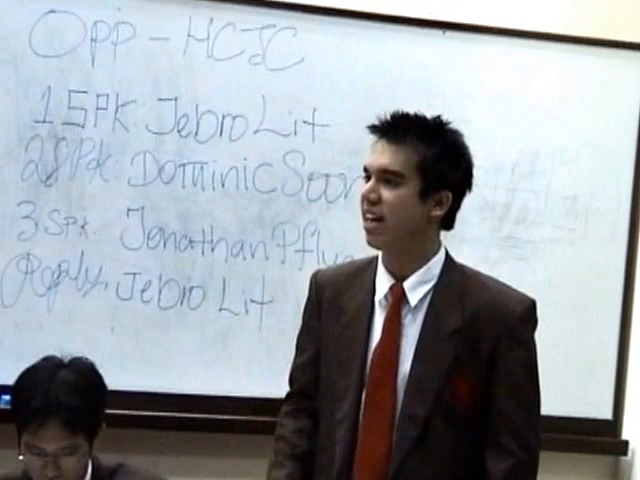 Opp - HCJC
1 SPK Jebro Lit
2 SPk Dominic Soon
3 SPk. Jonathan Pflug
Reply. Jebro Lit